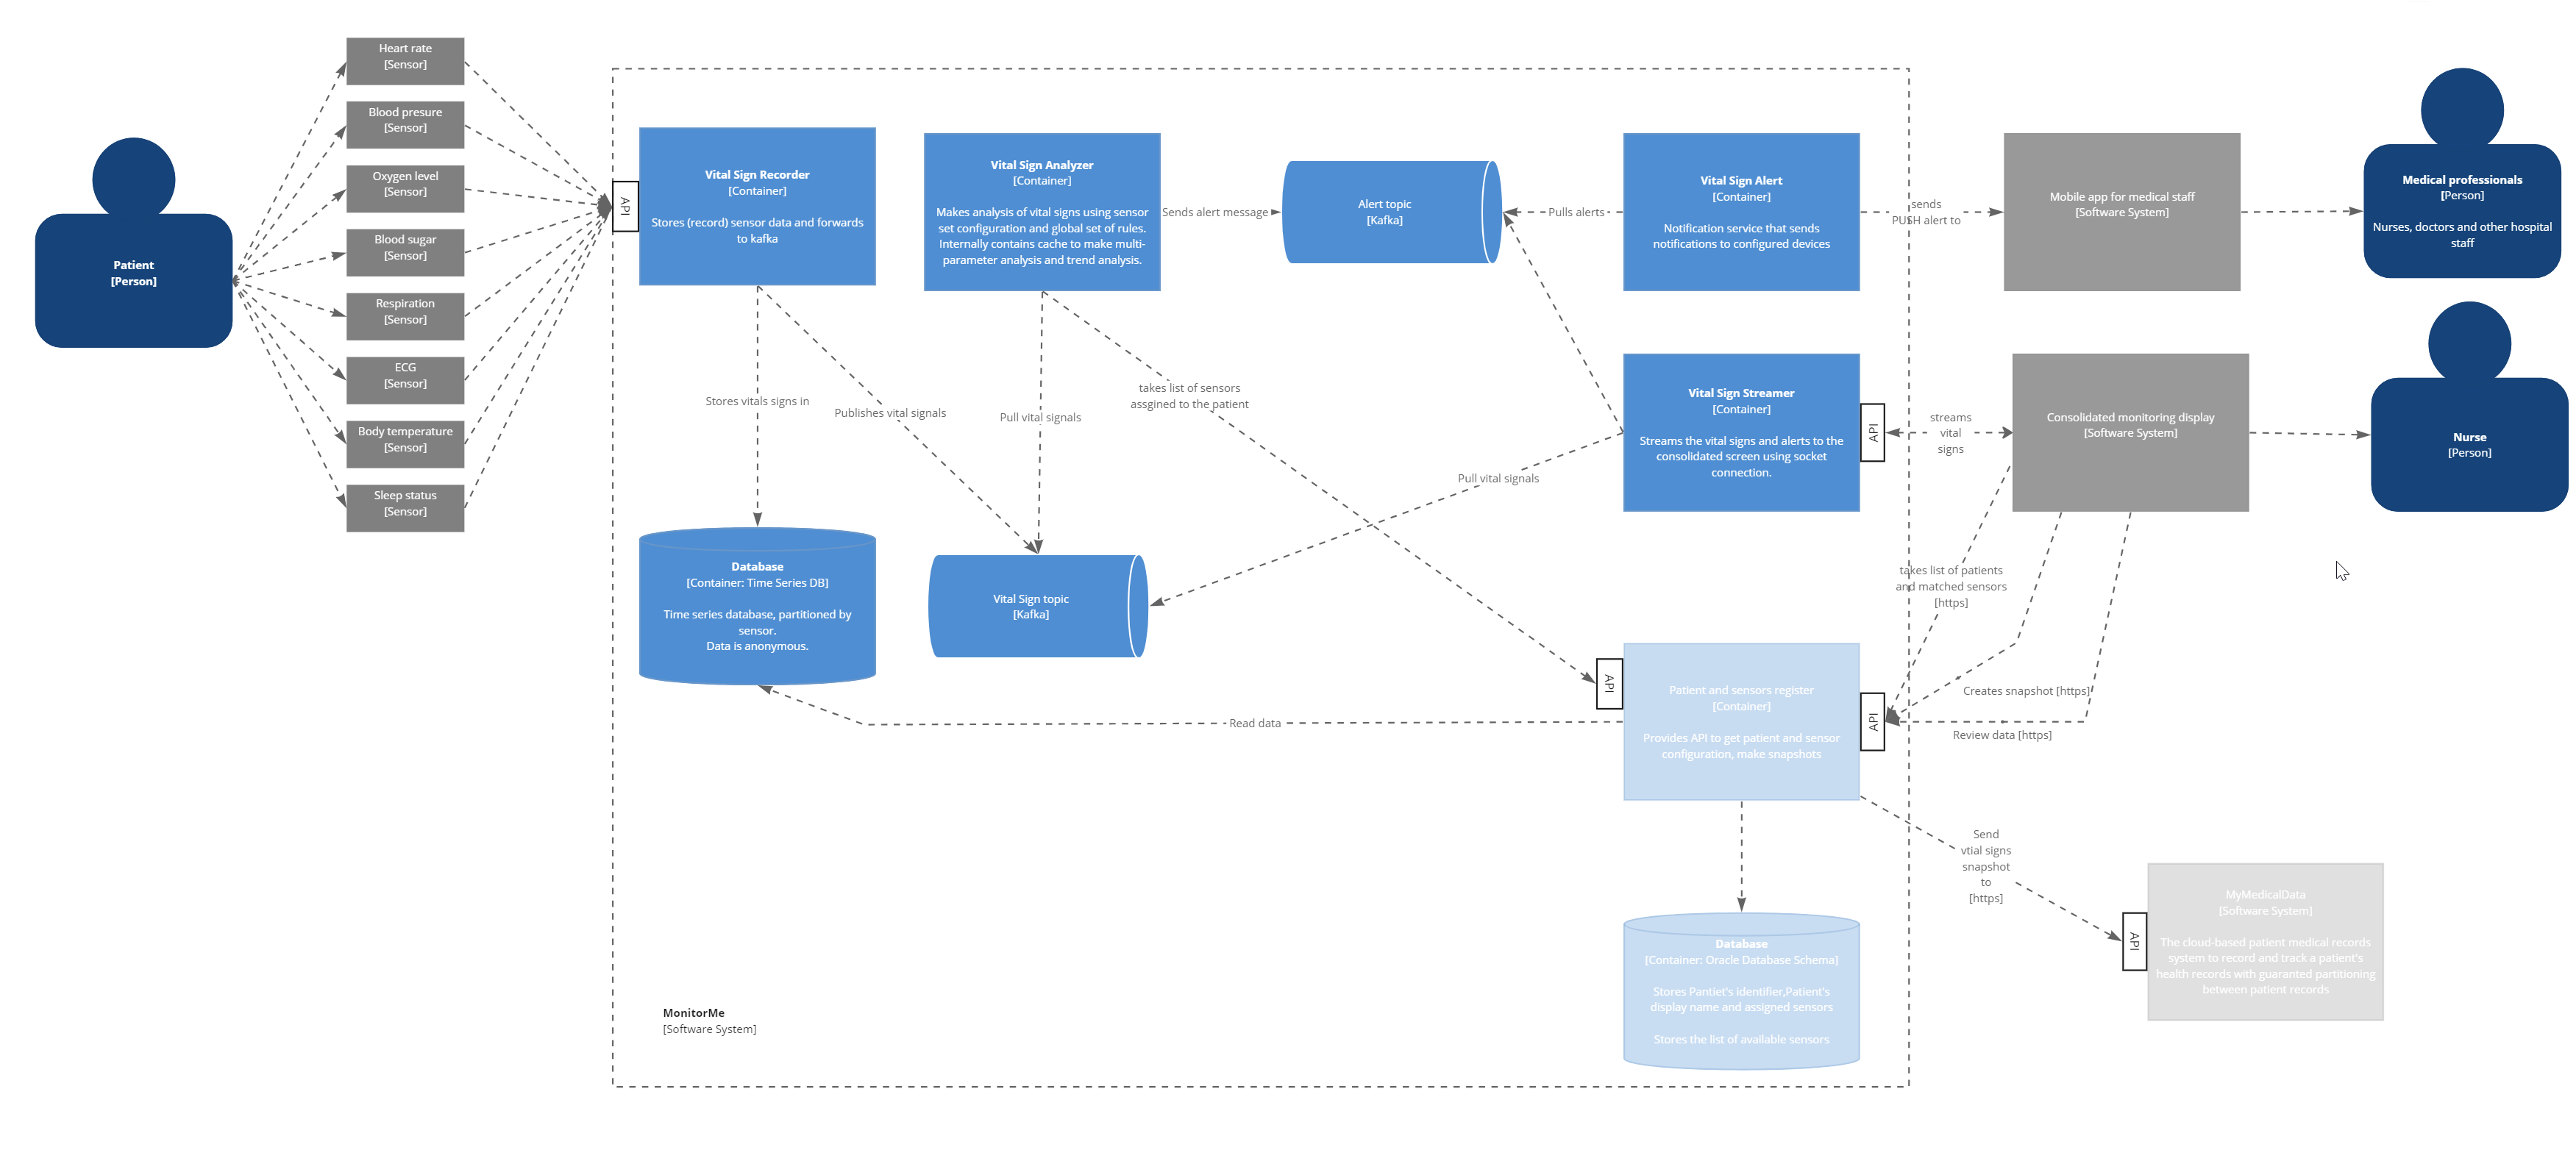 Patient
[Person]
Heart rate
[Sensor]
Blood presure
[Sensor]
Oxygen level
[Sensor]
Blood sugar
[Sensor]
Respiration
[Sensor]
ECG
[Sensor]
Body temperature
[Sensor]
Sleep status
[Sensor]
API
Vital Sign Recorder
[Container]
Stores (record) sensor data and forwards
to kafka
Vital Sign Analyzer
[Container]
Makes analysis of vital signs using sensor
set configuration and global set of rules.
Internally contains cache to make multi-
parameter analysis and trend analysis.
Sends alert message
Alert topic
[Kafka]
Pulls alerts
Vital Sign Alert
[Container]
Notification service that sends
notifications to configured devices
sends
PUSH alert to
Mobile app for medical staff
[Software System]
Medical professionals
[Person]
Nurses, doctors and other hospital
staff
Stores vitals signs in
Publishes vital signals
Pull vital signals
takes list of sensors
assgined to the patient
Pull vital signals
Vital Sign Streamer
[Container]
Streams the vital signs and alerts to the
consolidated screen using socket
connection.
API
streams
vital
signs
Consolidated monitoring display
[Software System]
Nurse
[Person]
Database
[Container: Time Series DB]
Time series database, partitioned by
sensor.
Data is anonymous.
Vital Sign topic
[Kafka]
takes list of patients
and matched sensors
[https]
Creates snapshot [https]
Review data [https]
Read data
API
Patient and sensors register
[Container]
Provides API to get patient and sensor
configuration, make snapshots
API
Send
vtial signs
snapshot
to
[https]
API
MyMedicalData
[Software System]
The cloud-based patient medical records
system to record and track a patient's
health records with guaranted partitioning
between patient records
Database
[Container: Oracle Database Schema]
Stores Pantiet's identifier,Patient's
display name and assigned sensors
Stores the list of available sensors
MonitorMe
[Software System]